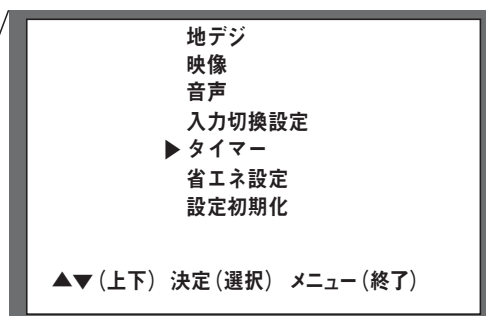 地デジ
映像
音声
入力切換設定
▶タイマー
省エネ設定
設定初期化
▲▼(上下) 決定(選択) メニュー(終了)